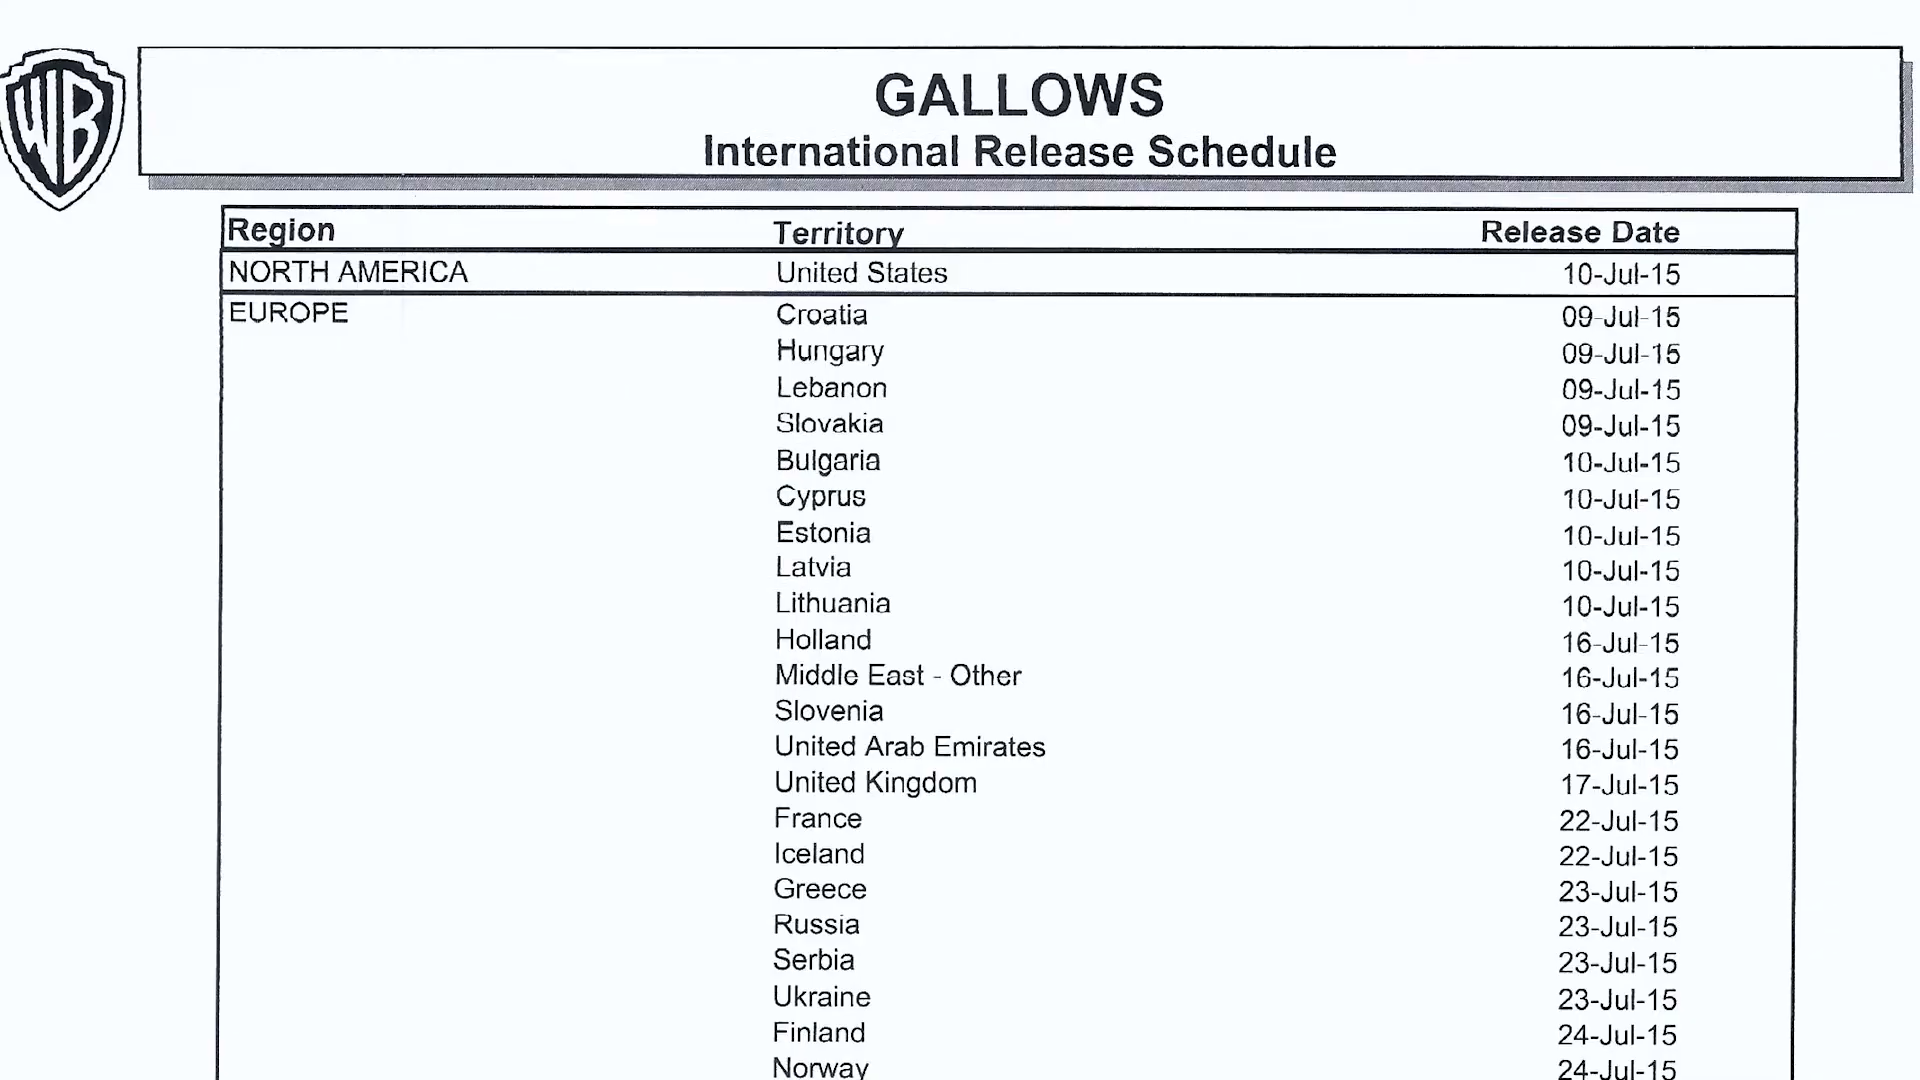 WB
GALLOWS
International Release Schedule
Region Territory Release Date
NORTH AMERICA United States 10-Jul-15
EUROPE Croatia 09-Jul-15
Hungary 09-Jul-15
Lebanon 09-Jul-15
Slovakia 09-Jul-15
Bulgaria 10-Jul-15
Cyprus 10-Jul-15
Estonia 10-Jul-15
Latvia 10-Jul-15
Lithuania 10-Jul-15
Holland 16-Jul-15
Middle East - Other 16-Jul-15
Slovenia 16-Jul-15
United Arab Emirates 16-Jul-15
United Kingdom 17-Jul-15
France 22-Jul-15
Iceland 22-Jul-15
Greece 23-Jul-15
Russia 23-Jul-15
Serbia 23-Jul-15
Ukraine 23-Jul-15
Finland 24-Jul-15
Norway 24-Jul-15